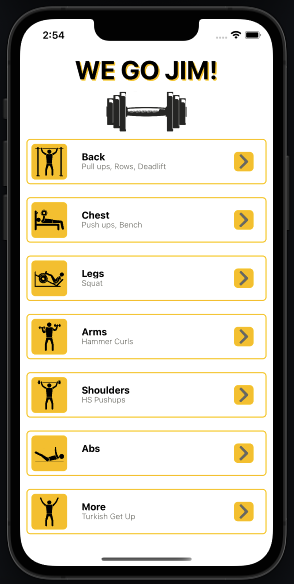 2:54
WE GO JIM!
Back
Pull ups, Rows, Deadlift
Chest
Push ups, Bench
Legs
Squat
Arms
Hammer Curls
Shoulders
HS Pushups
Abs
More
Turkish Get Up